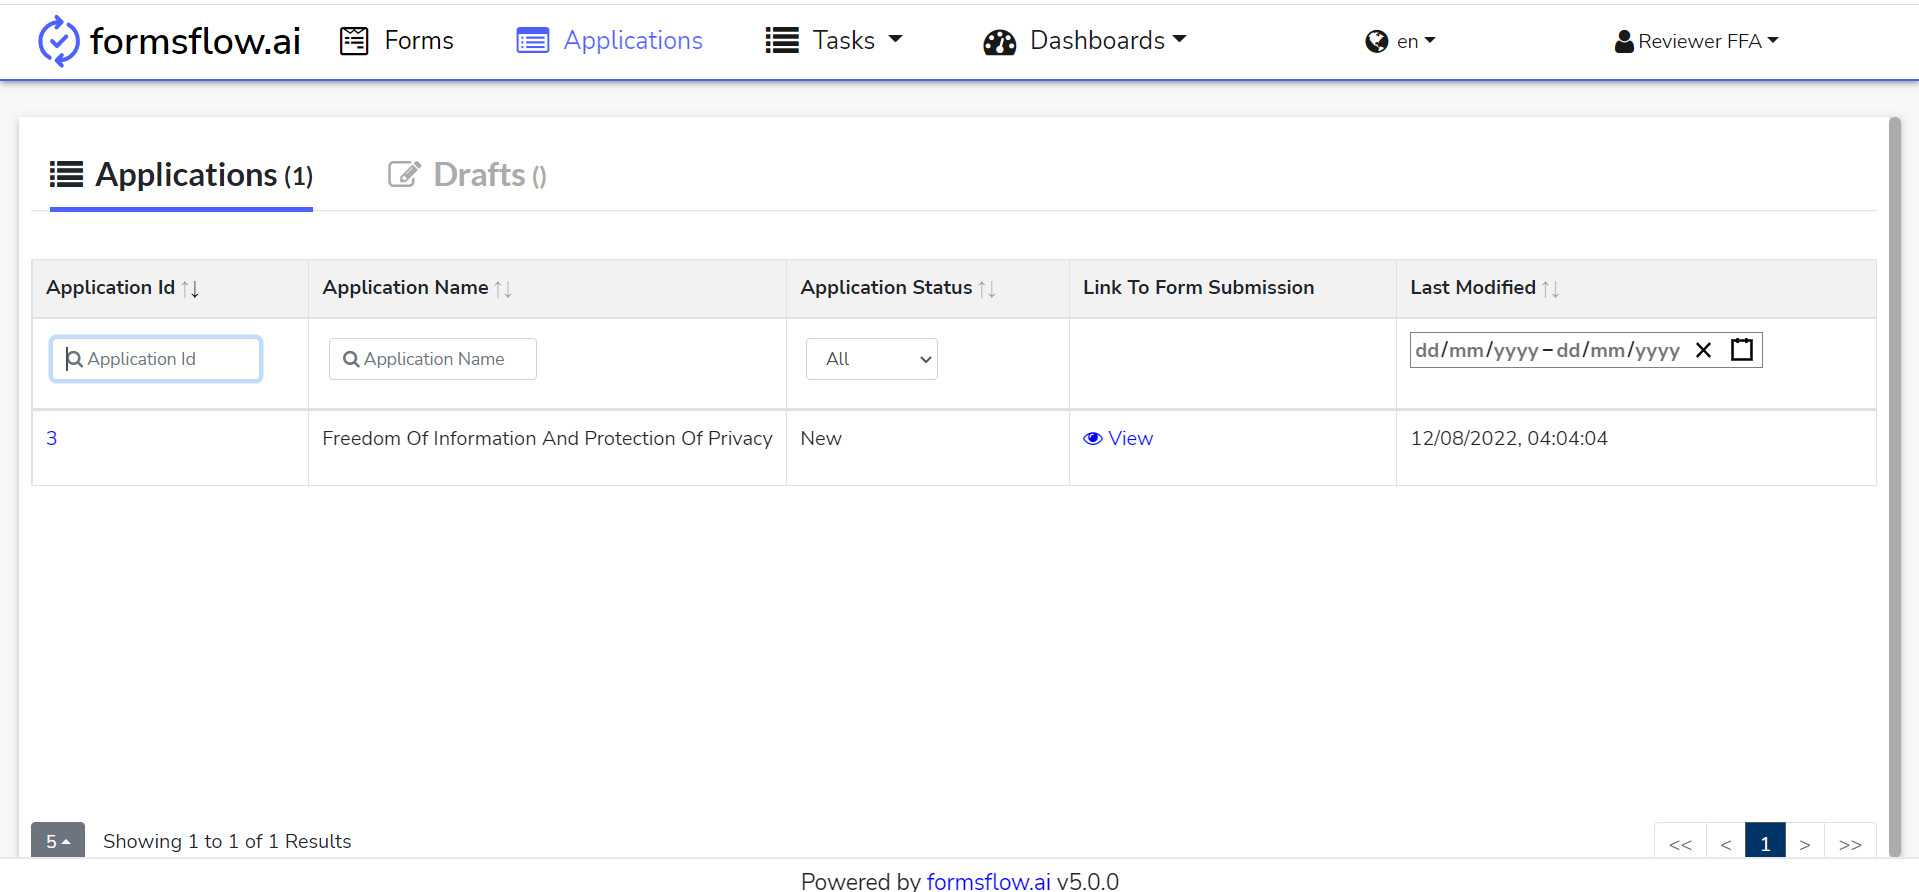 formsflow.ai Forms Applications Tasks Dashboards en Reviewer FFA
Applications (1) Drafts ()
Application Id Application Name Application Status Link To Form Submission Last Modified
Application Id Application Name All dd/mm/yyyy–dd/mm/yyyy
3 Freedom Of Information And Protection Of Privacy New View 12/08/2022, 04:04:04
5 Showing 1 to 1 of 1 Results << < 1 > >>
Powered by formsflow.ai v5.0.0